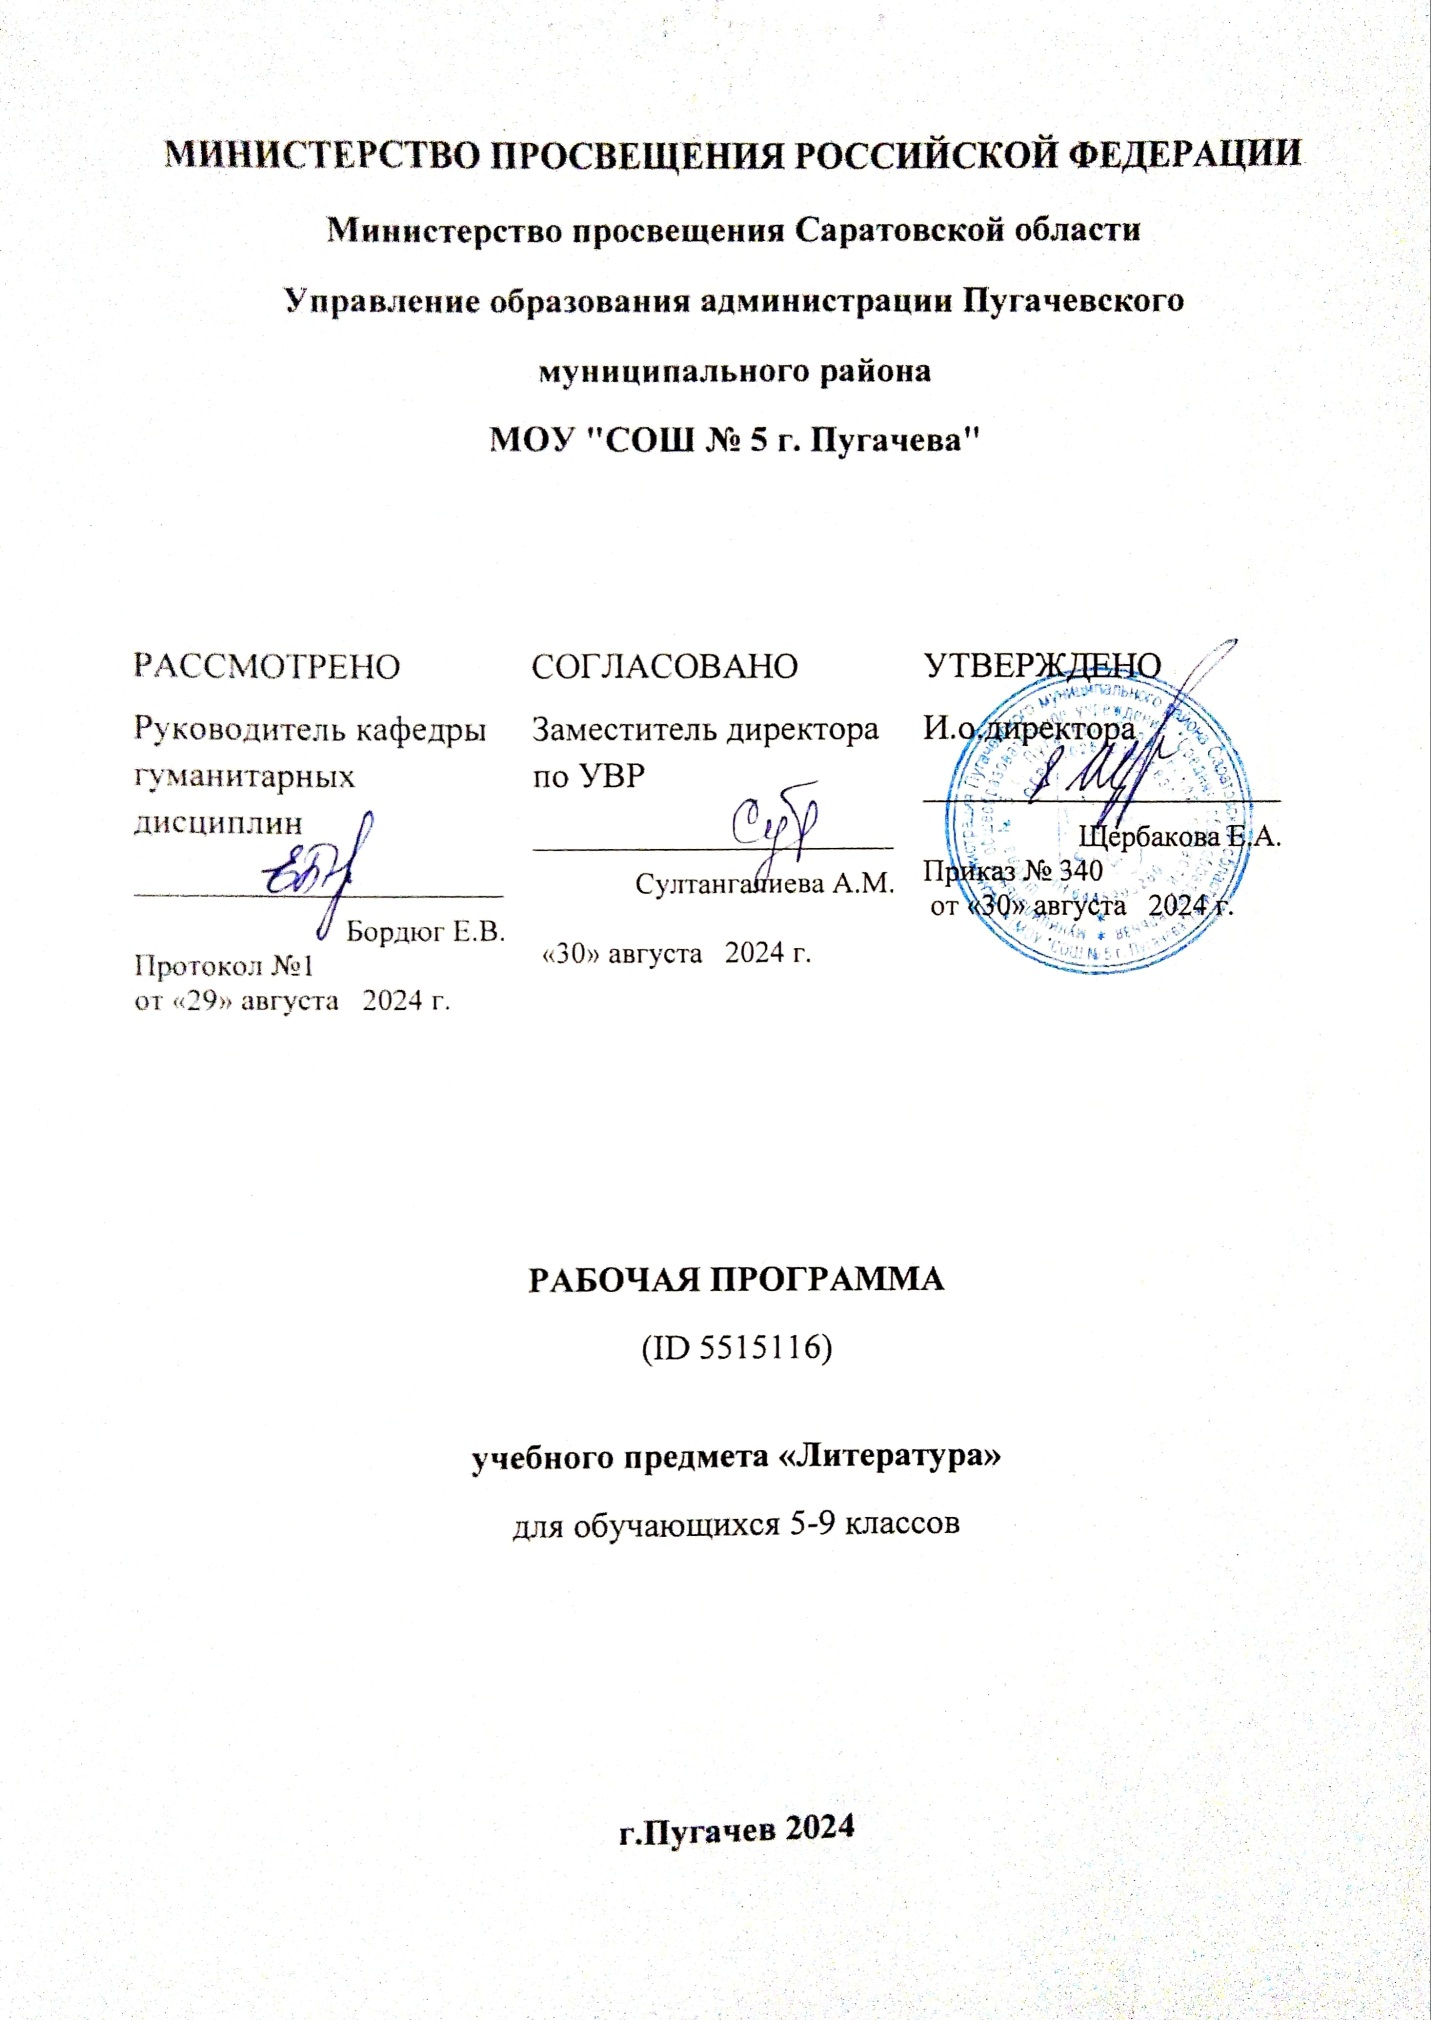 МИНИСТЕРСТВО ПРОСВЕЩЕНИЯ РОССИЙСКОЙ ФЕДЕРАЦИИ
Министерство просвещения Саратовской области
Управление образования администрации Пугачевского
муниципального района
МОУ "СОШ № 5 г. Пугачева"
РАССМОТРЕНО
Руководитель кафедры
гуманитарных
дисциплин
Бордюг Е.В.
Протокол №1
от «29» августа 2024 г.
СОГЛАСОВАНО
Заместитель директора
по УВР
Султангалиева А.М.
«30» августа 2024 г.
УТВЕРЖДЕНО
И.о.директора
Щербакова Е.А.
Приказ № 340
от «30» августа 2024 г.
РАБОЧАЯ ПРОГРАММА
(ID 5515116)
учебного предмета «Литература»
для обучающихся 5-9 классов
г.Пугачев 2024